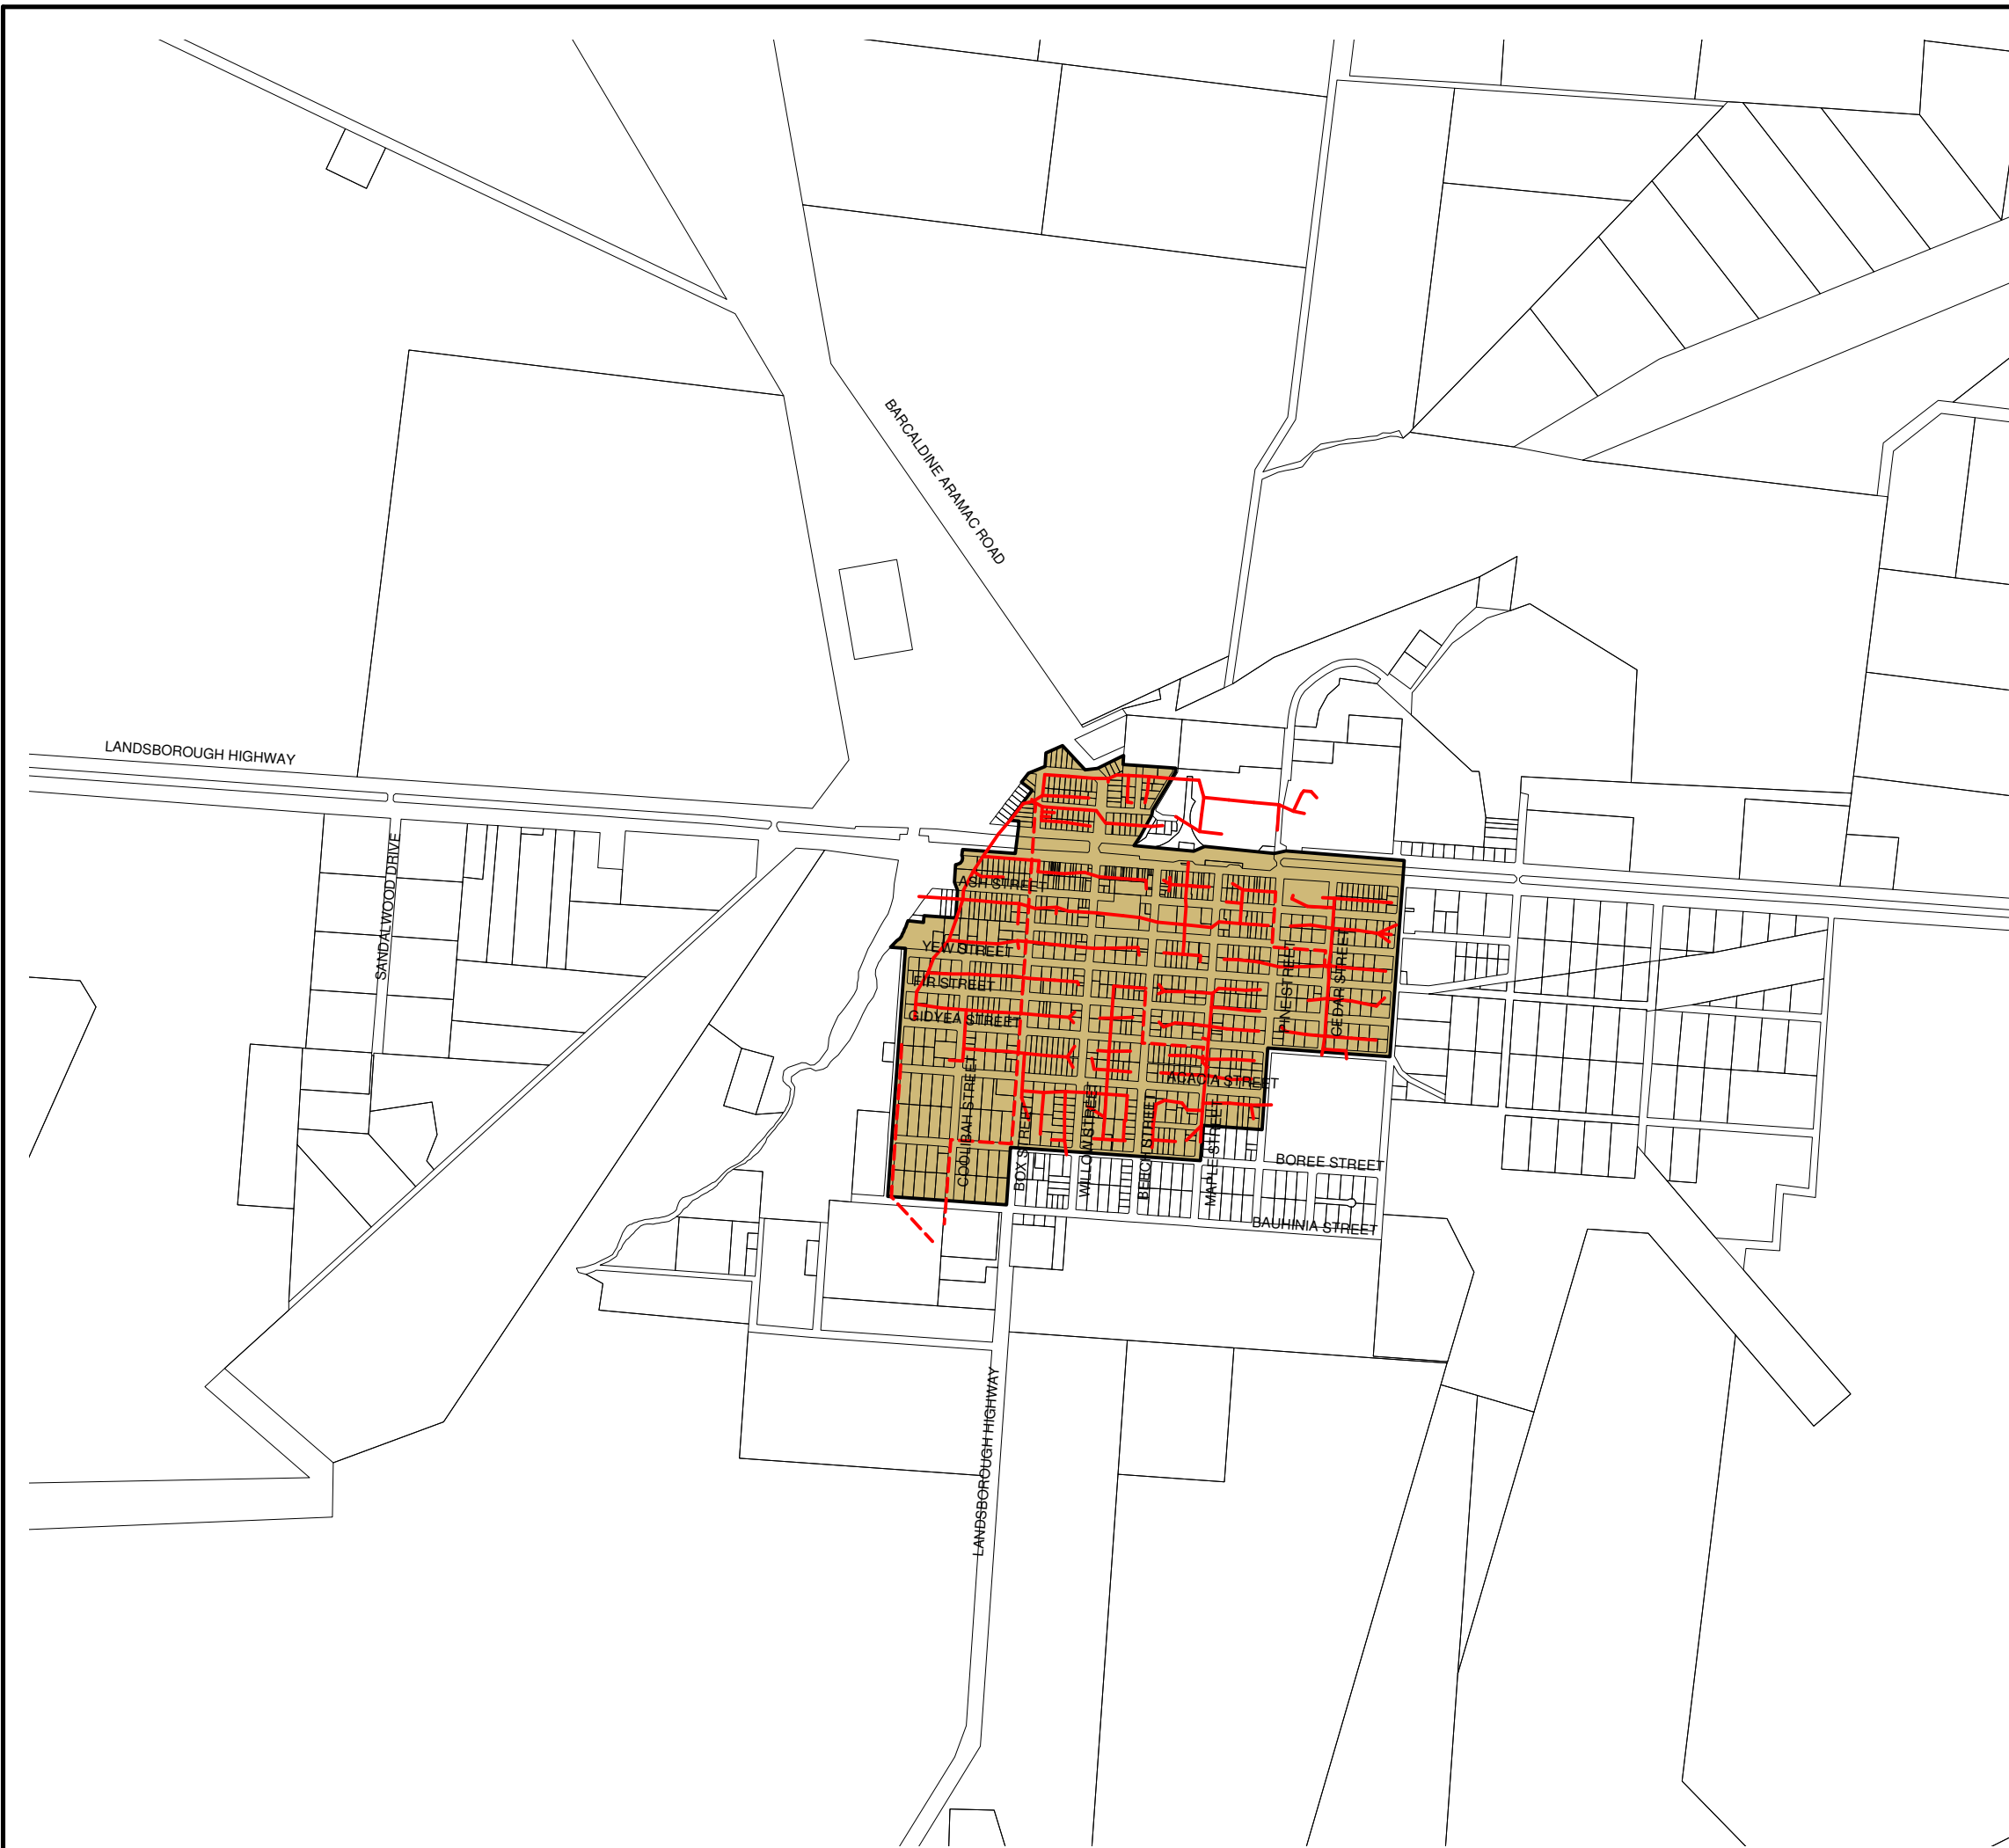 BARCALDINE ARAMAC ROAD
LANDSBOROUGH HIGHWAY
SANDALWOOD DRIVE
ASH STREET
YEW STREET
FIR STREET
GIDYEA STREET
PINE STREET
CEDAR STREET
ACACIA STREET
COOLIBAH STREET
BOX STREET
WILLOW STREET
BEECH STREET
MAPLE STREET
BOREE STREET
BAUHINIA STREET
LANDSBOROUGH HIGHWAY